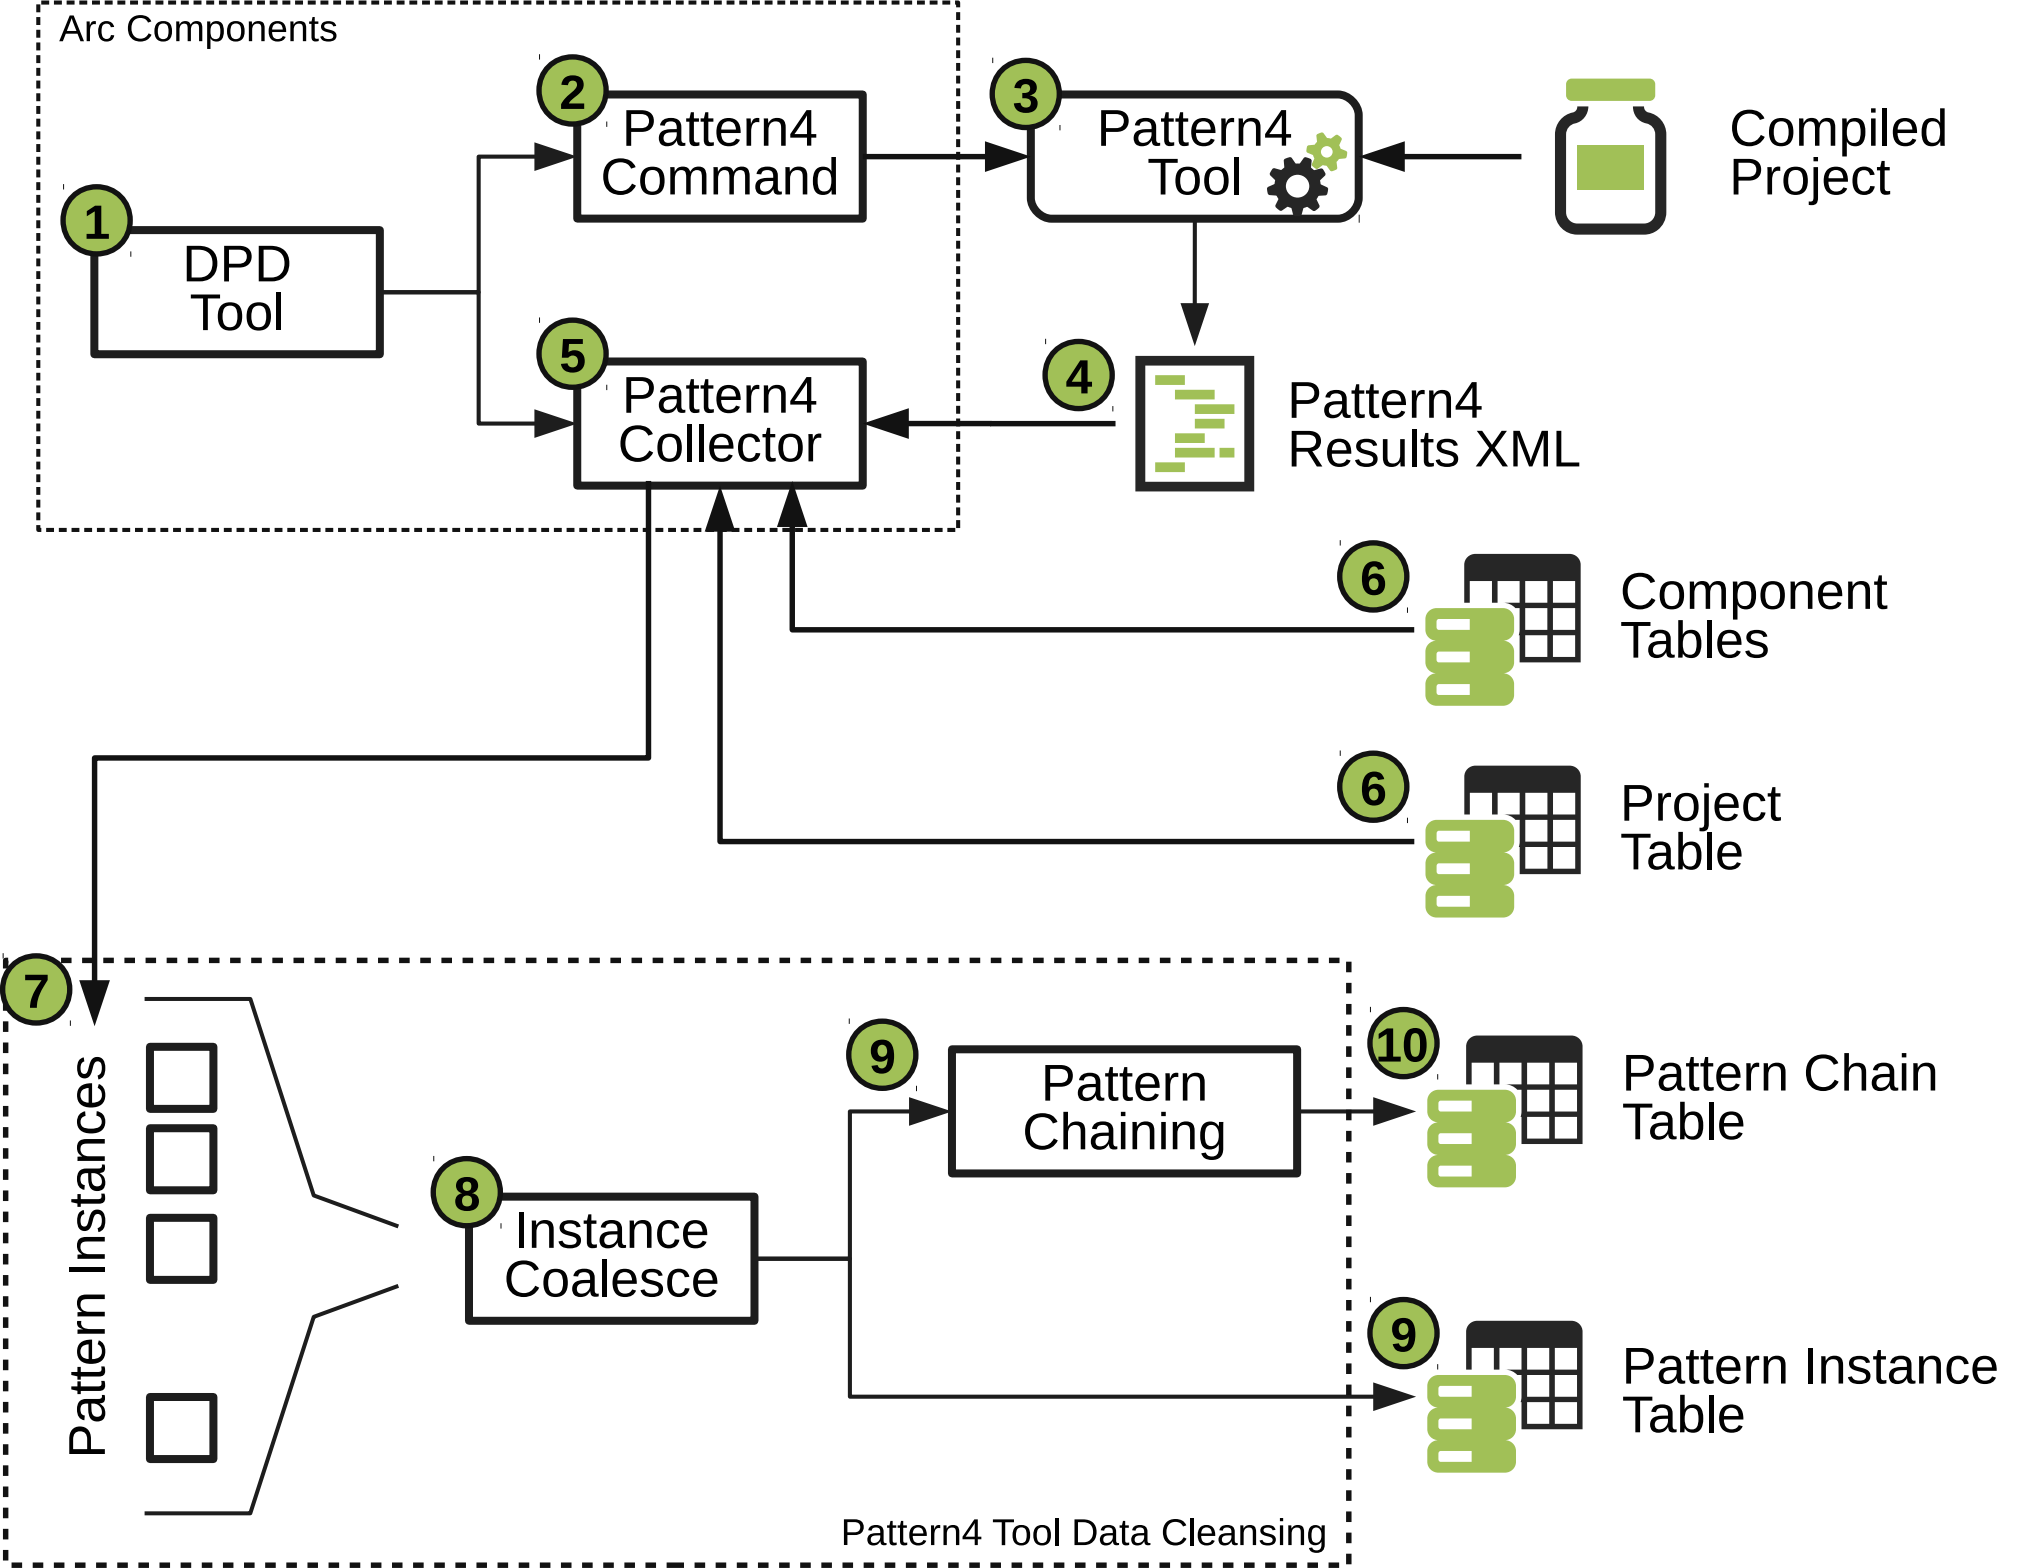 Arc Components
1
DPD
Tool
2
Pattern4
Command
3
Pattern4
Tool
Compiled
Project
5
Pattern4
Collector
4
Pattern4
Results XML
6
Component
Tables
6
Project
Table
7
Pattern Instances
8
Instance
Coalesce
9
Pattern
Chaining
10
Pattern Chain
Table
9
Pattern Instance
Table
Pattern4 Tool Data Cleansing